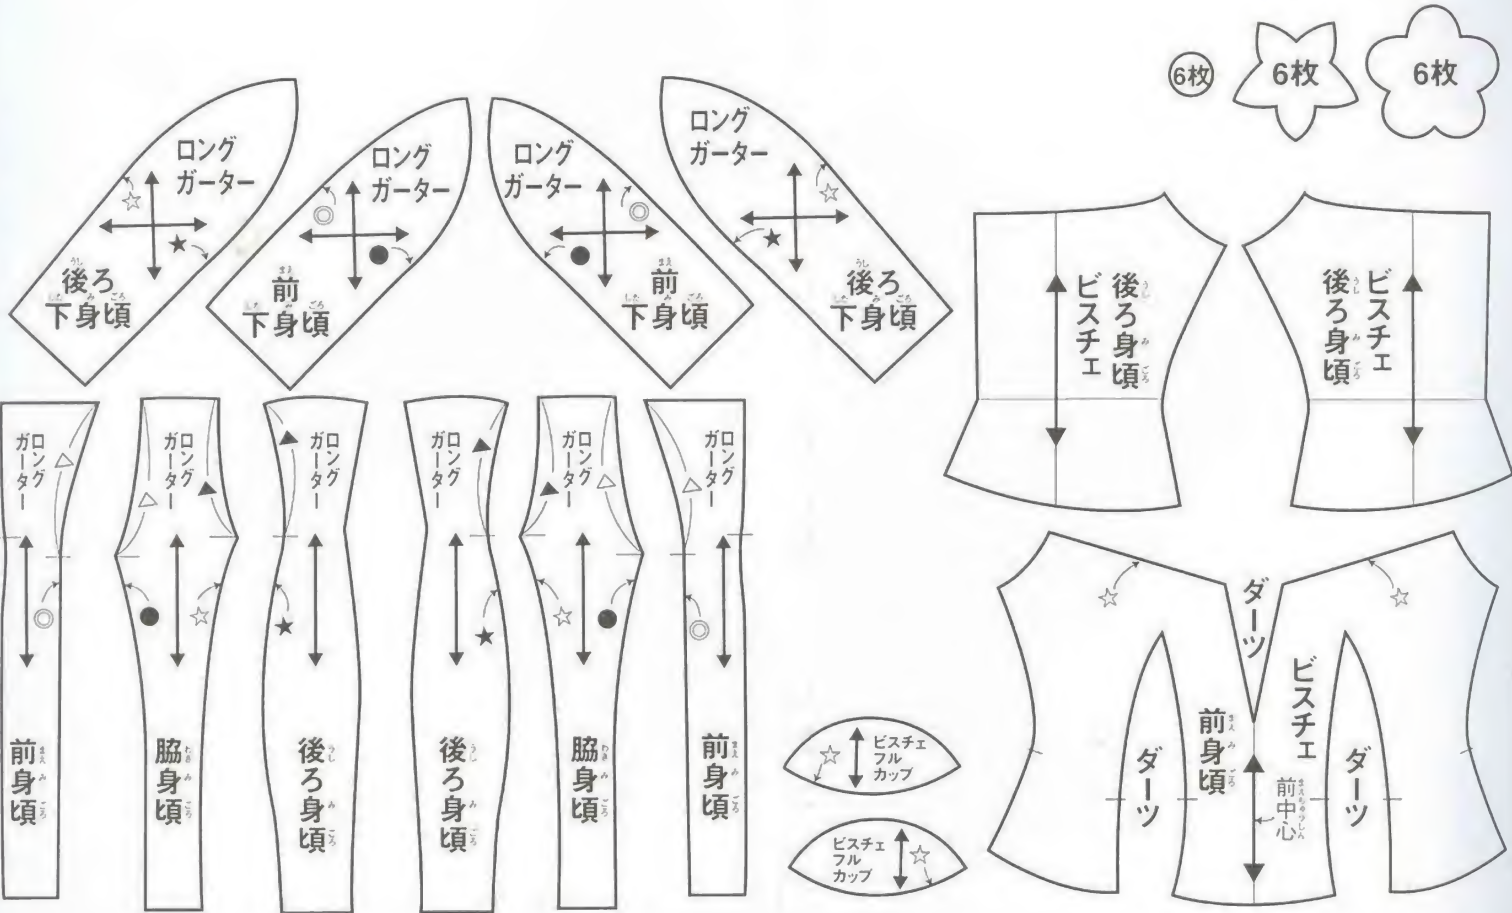 6枚
6枚
6枚
ロング
ガーター
後ろ
下身頃
ロング
ガーター
前
下身頃
ロング
ガーター
前
下身頃
ロング
ガーター
後ろ
下身頃
ビスチェ
後ろ身頃
ビスチェ
後ろ身頃
ロング
ガーター
前身頃
ロング
ガーター
脇身頃
ロング
ガーター
後ろ身頃
ロング
ガーター
後ろ身頃
ロング
ガーター
脇身頃
ロング
ガーター
前身頃
ビスチェ
フル
カップ
ビスチェ
フル
カップ
ダーツ
ビスチェ
前身頃
前中心
ダーツ
ダーツ